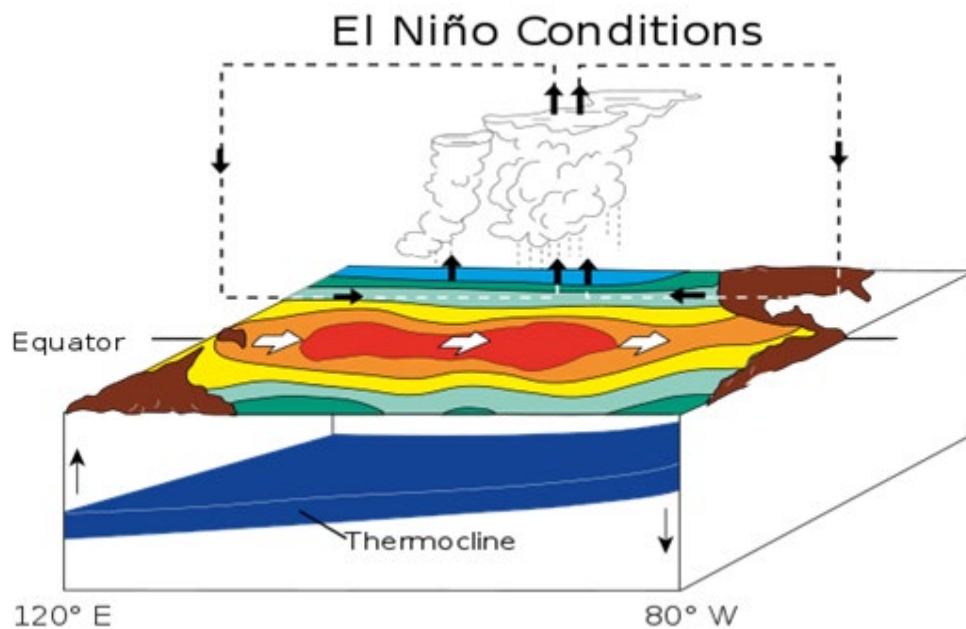 El Niño Conditions
Equator
Thermocline
120° E
80° W